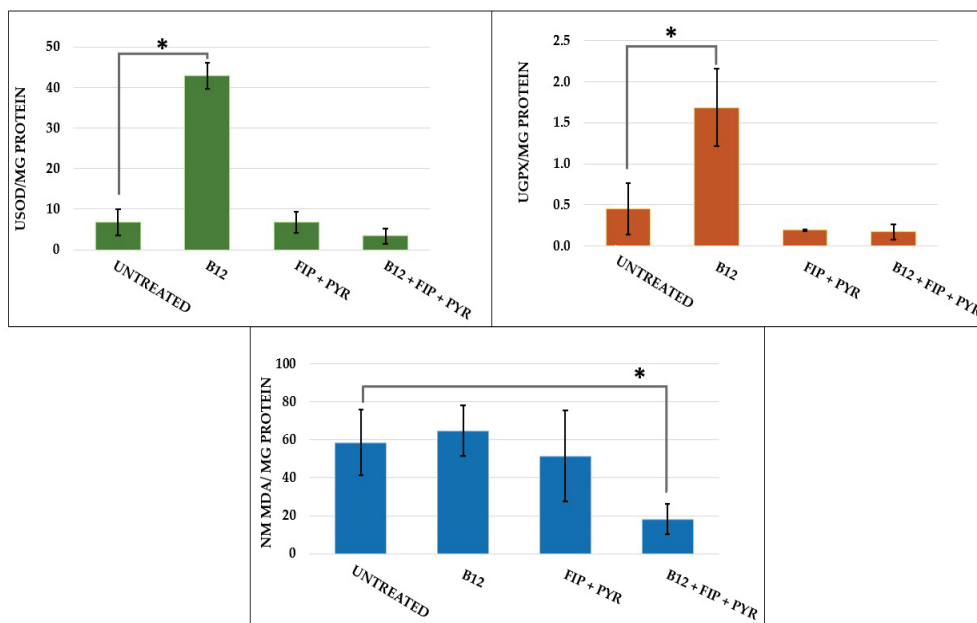 *
50
40
30
20
10
0
USOD/MG PROTEIN
UNTREATED
B12
FIP + PYR
B12 + FIP + PYR
*
2.5
2.0
1.5
1.0
0.5
0.0
UGPX/MG PROTEIN
UNTREATED
B12
FIP + PYR
B12 + FIP + PYR
*
100
80
60
40
20
0
NM MDA/ MG PROTEIN
UNTREATED
B12
FIP + PYR
B12 + FIP + PYR